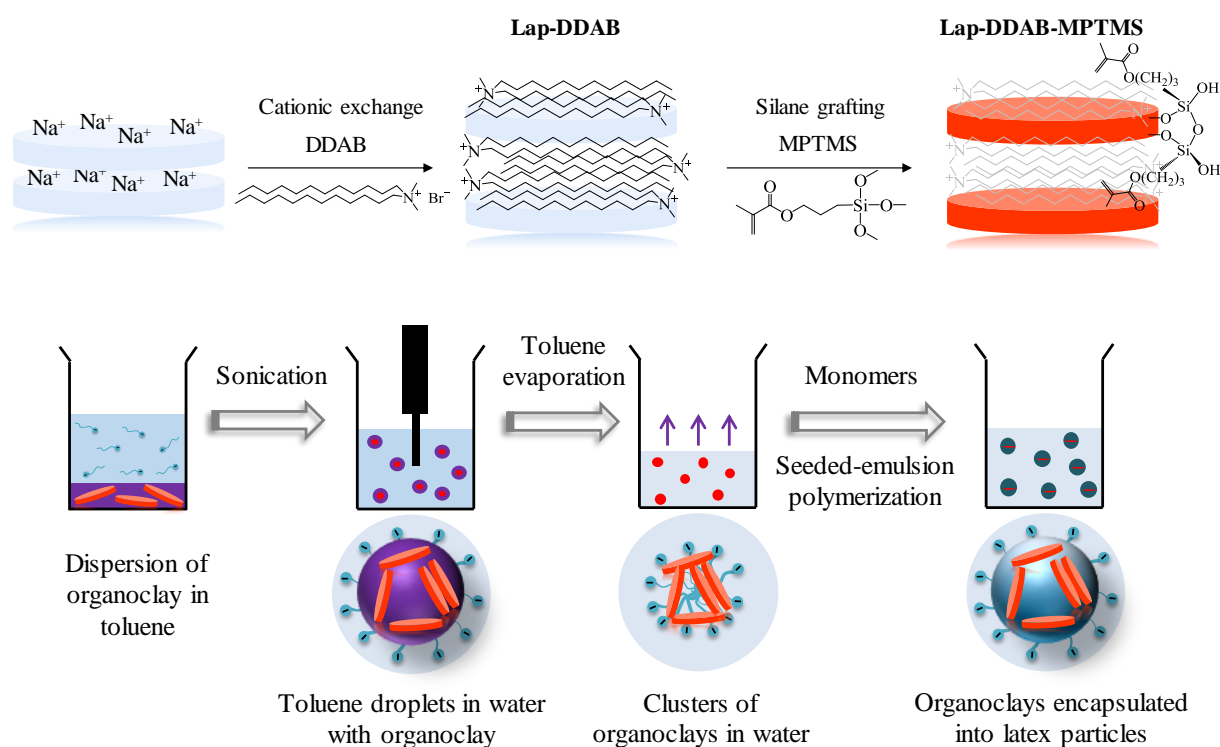 Lap-DDAB
Lap-DDAB-MPTMS
Na⁺ Na⁺ Na⁺ Na⁺
Na⁺ Na⁺ Na⁺ Na⁺
Cationic exchange
DDAB
N⁺ Br⁻
N⁺
N⁺
N⁺
N⁺
N⁺
N⁺
Silane grafting
MPTMS
O
O
O
Si
O
O
N⁺
N⁺
N⁺
O
O(CH₂)₃
OH
Si
O
O
O
Si
OH
O(CH₂)₃
O
Sonication
Toluene
evaporation
Monomers
Seeded-emulsion
polymerization
Dispersion of
organoclay in
toluene
Toluene droplets in water
with organoclay
Clusters of
organoclays in water
Organoclays encapsulated
into latex particles